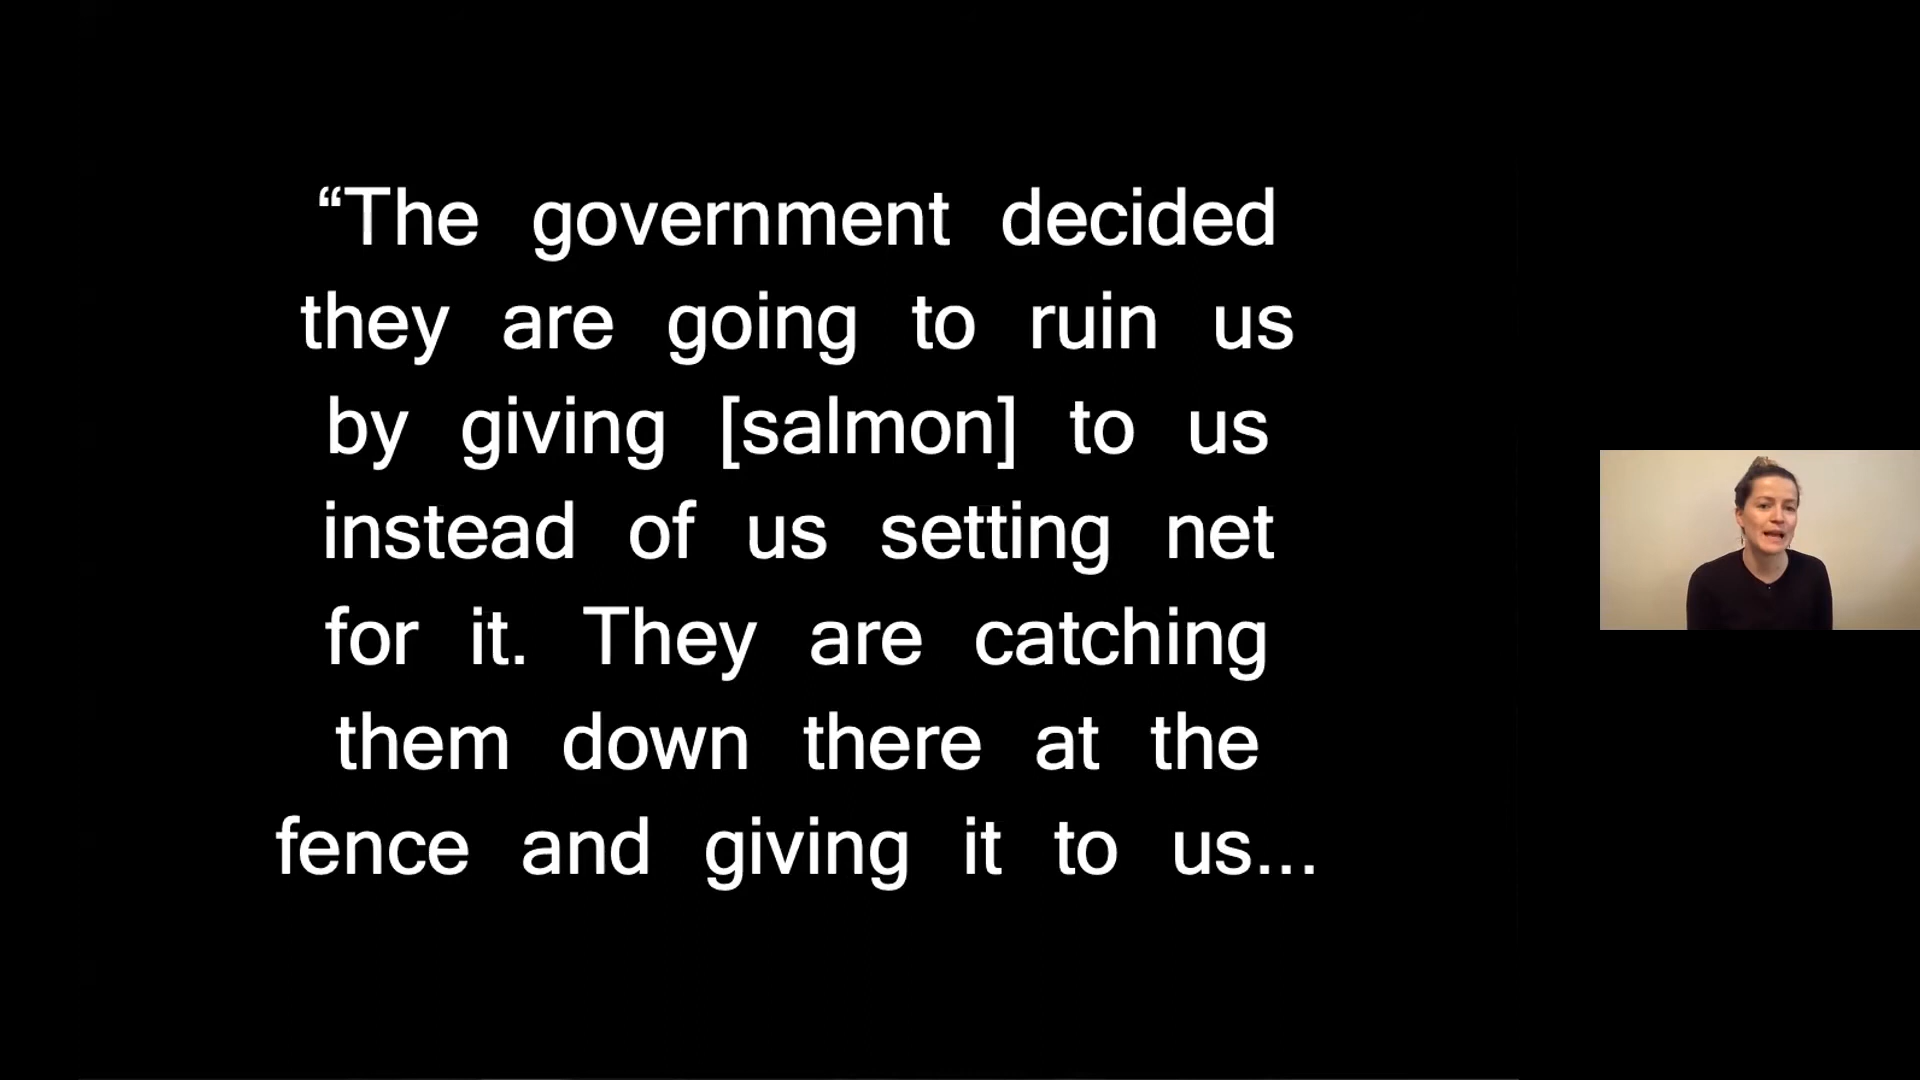 “The government decided
they are going to ruin us
by giving [salmon] to us
instead of us setting net
for it. They are catching
them down there at the
fence and giving it to us...